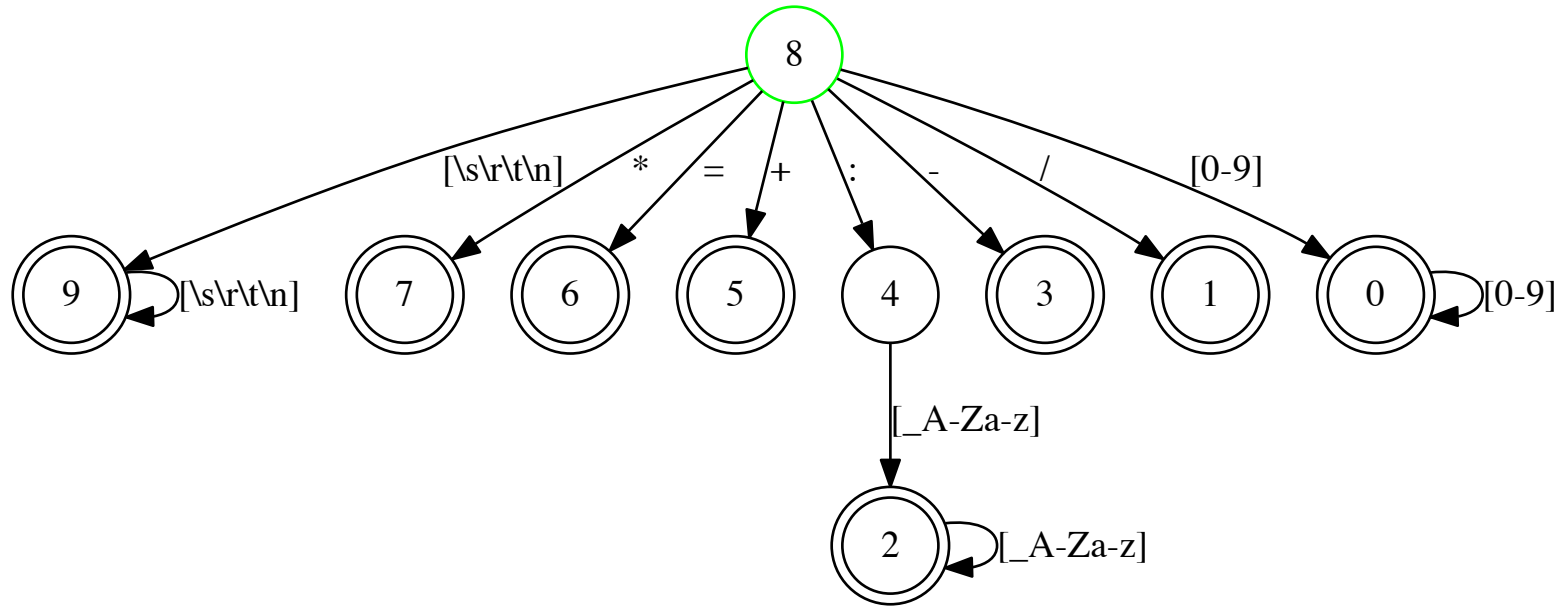 8
[\s\r\t\n] * = + : - / [0-9]
9 [\s\r\t\n] 7 6 5 4 3 1 0 [0-9]
[_A-Za-z]
2 [_A-Za-z]